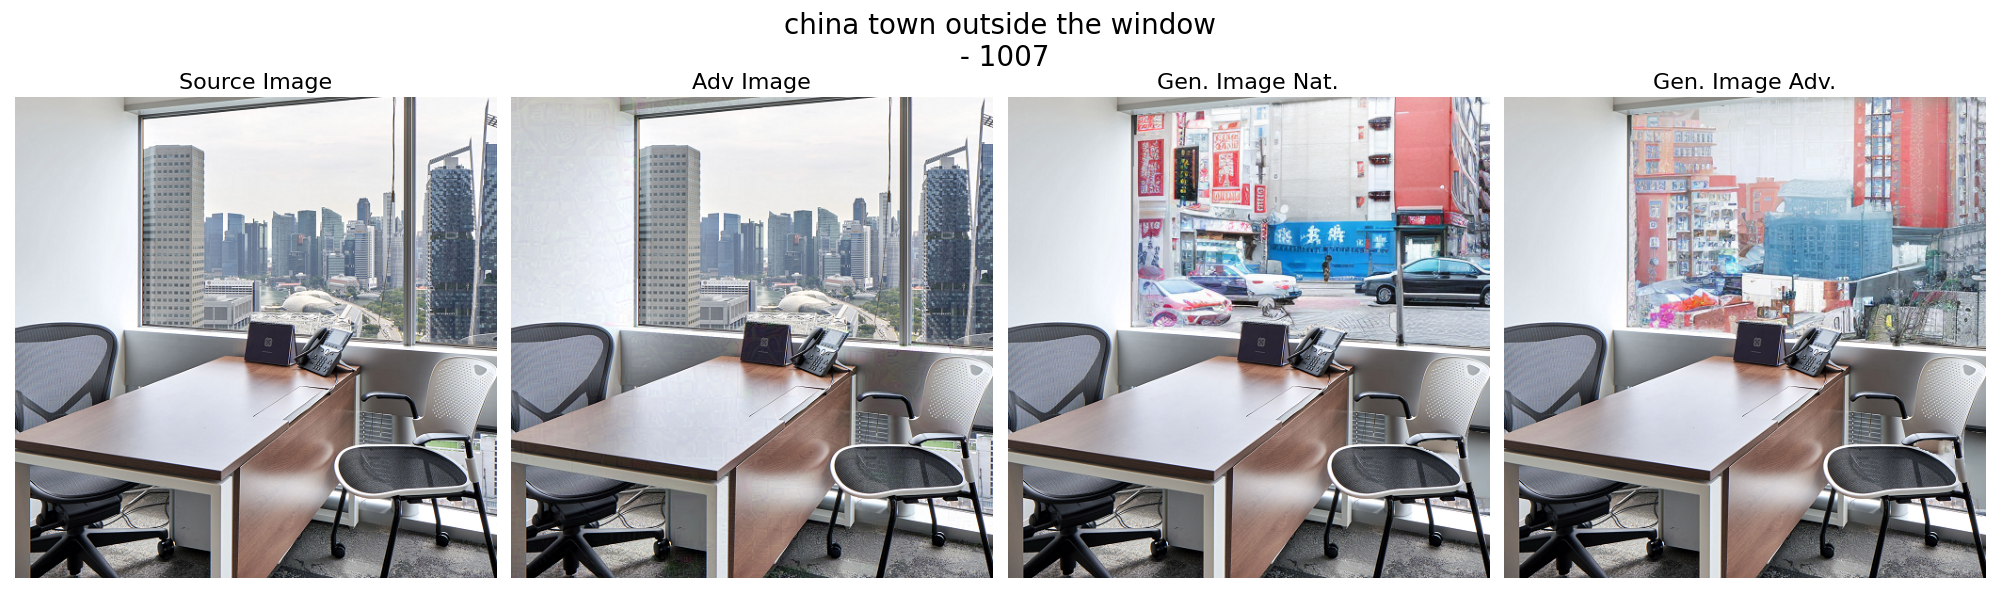 china town outside the window
- 1007
Source Image
Adv Image
Gen. Image Nat.
Gen. Image Adv.